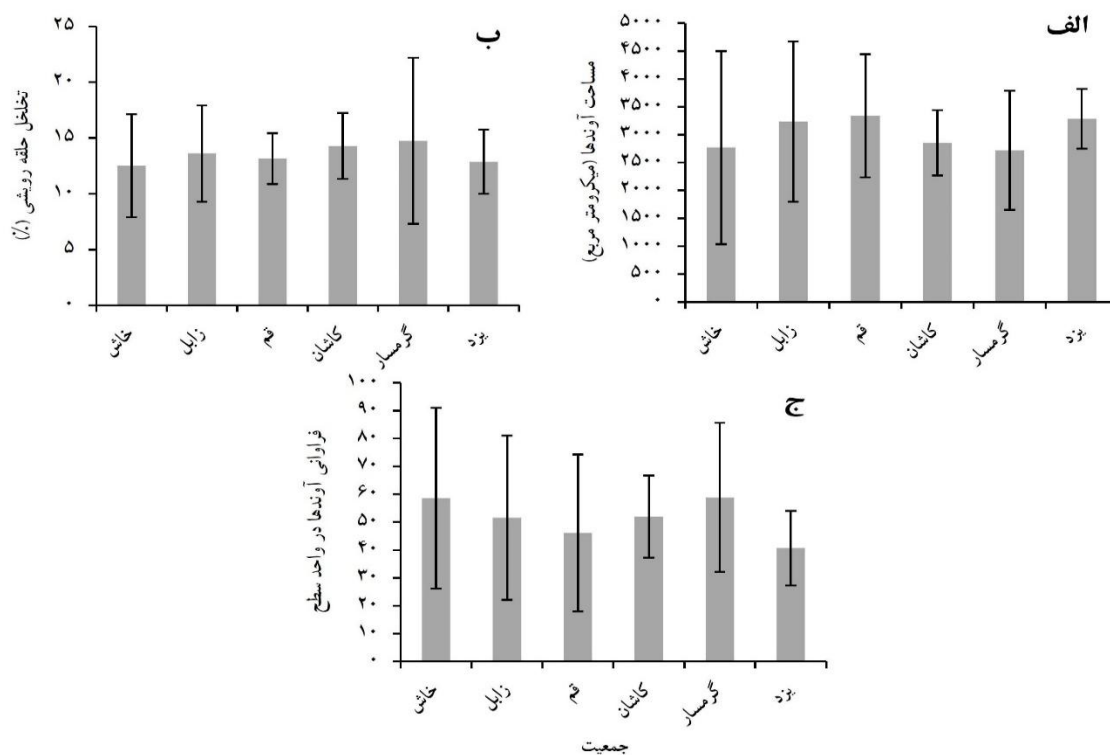 الف
مساحت آوندها (میکرومتر مربع)
۵۰۰۰
۴۵۰۰
۴۰۰۰
۳۵۰۰
۳۰۰۰
۲۵۰۰
۲۰۰۰
۱۵۰۰
۱۰۰۰
۵۰۰
۰
خاش
زابل
قم
کاشان
گرمسار
یزد
ب
تخلخل حلقه رویشی (٪)
۲۵
۲۰
۱۵
۱۰
۵
۰
خاش
زابل
قم
کاشان
گرمسار
یزد
ج
فراوانی آوندها در واحد سطح
۱۰۰
۹۰
۸۰
۷۰
۶۰
۵۰
۴۰
۳۰
۲۰
۱۰
۰
خاش
زابل
قم
کاشان
گرمسار
یزد
جمعیت